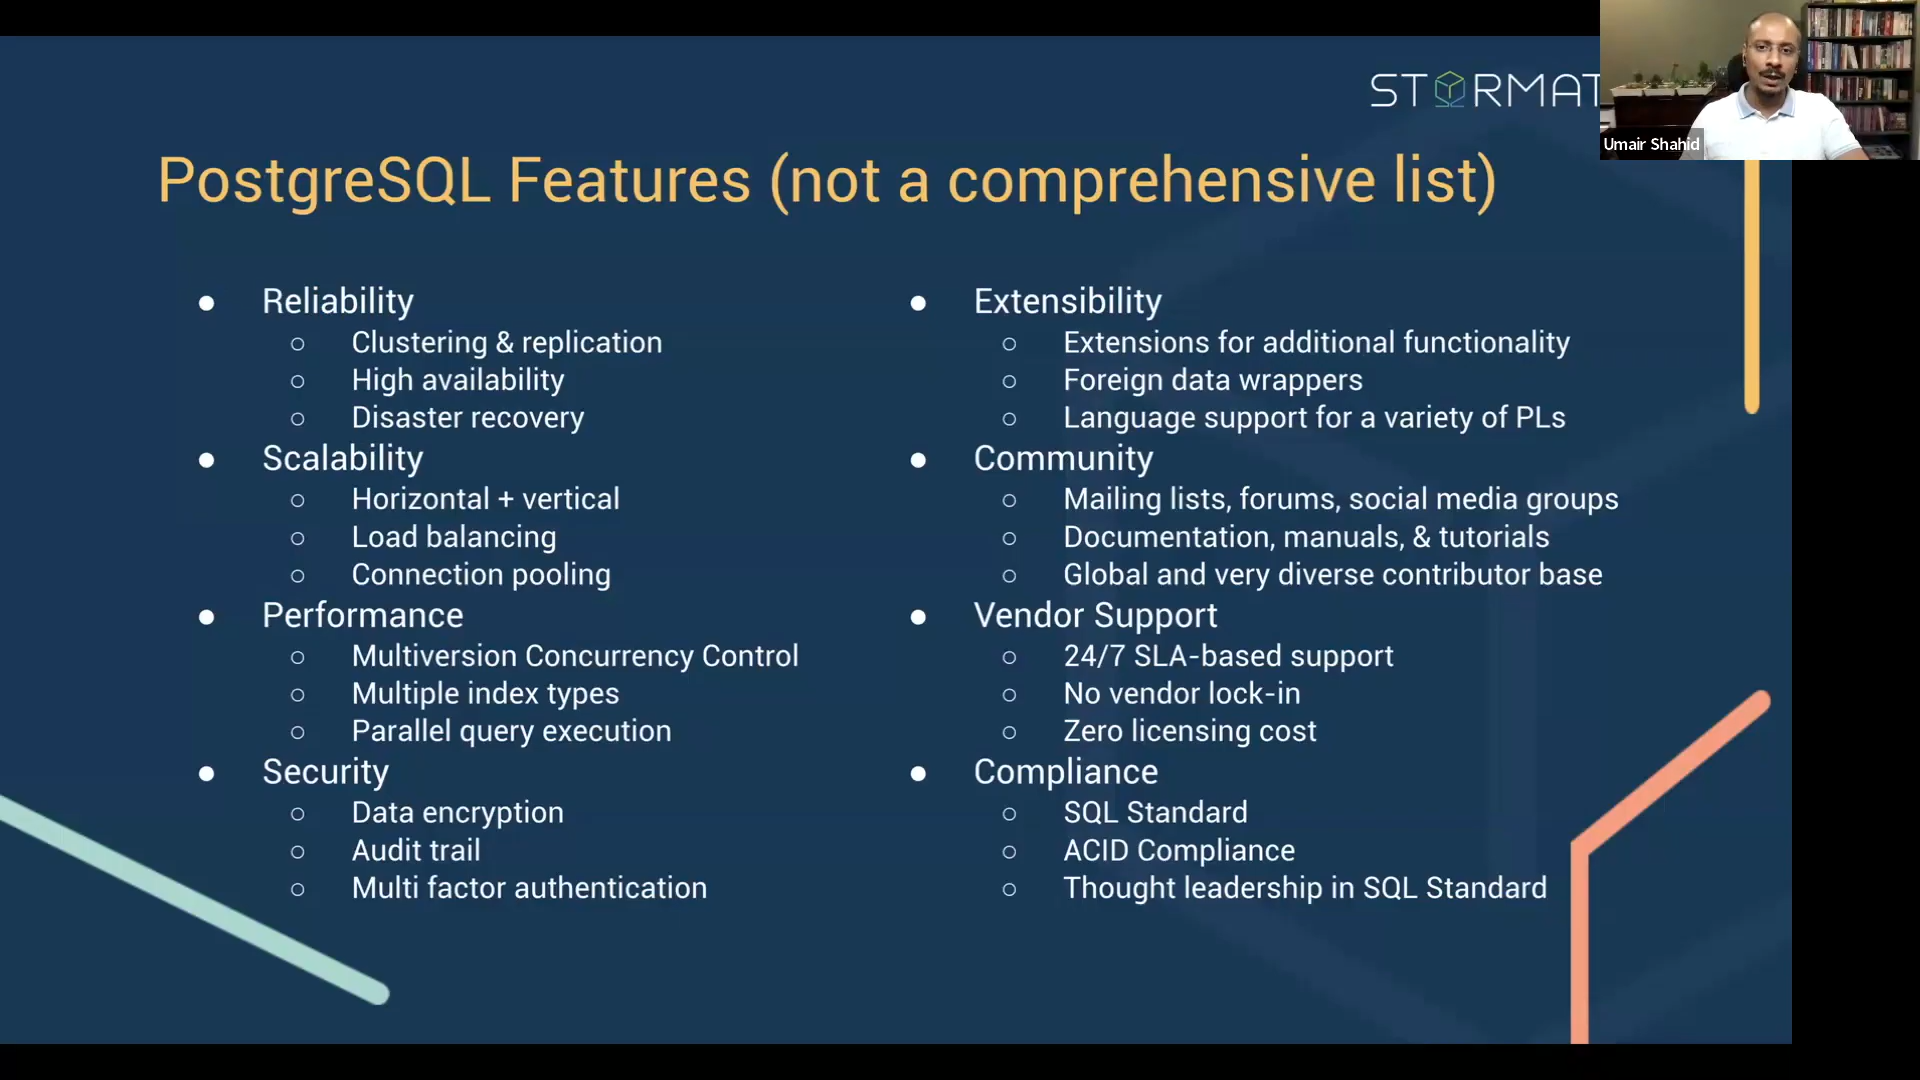 STORMAT
Umair Shahid
PostgreSQL Features (not a comprehensive list)
● Reliability
○ Clustering & replication
○ High availability
○ Disaster recovery
● Scalability
○ Horizontal + vertical
○ Load balancing
○ Connection pooling
● Performance
○ Multiversion Concurrency Control
○ Multiple index types
○ Parallel query execution
● Security
○ Data encryption
○ Audit trail
○ Multi factor authentication
● Extensibility
○ Extensions for additional functionality
○ Foreign data wrappers
○ Language support for a variety of PLs
● Community
○ Mailing lists, forums, social media groups
○ Documentation, manuals, & tutorials
○ Global and very diverse contributor base
● Vendor Support
○ 24/7 SLA-based support
○ No vendor lock-in
○ Zero licensing cost
● Compliance
○ SQL Standard
○ ACID Compliance
○ Thought leadership in SQL Standard